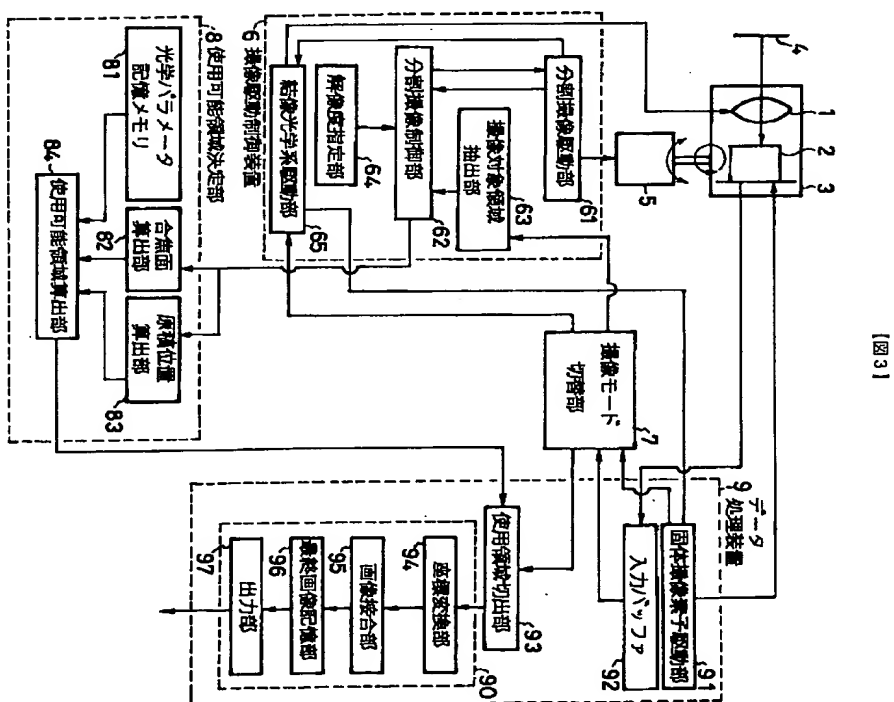 【図3】
4
1
2
3
5
6 撮像駆動制御装置
分割撮像駆動部
61
撮像対象領域
抽出部
63
分割撮像制御部
62
解像度指定部
64
結像光学系駆動部
65
撮像モード
切替部
7
8 使用可能領域決定部
光学パラメータ
記憶メモリ
81
合焦面
算出部
82
原稿位置
算出部
83
使用可能領域算出部
84
9 データ
処理装置
固体撮像素子駆動部
91
入力バッファ
92
使用領域切出部
93
座標変換部
94
画像接合部
95
最終画像記憶部
96
出力部
97
90